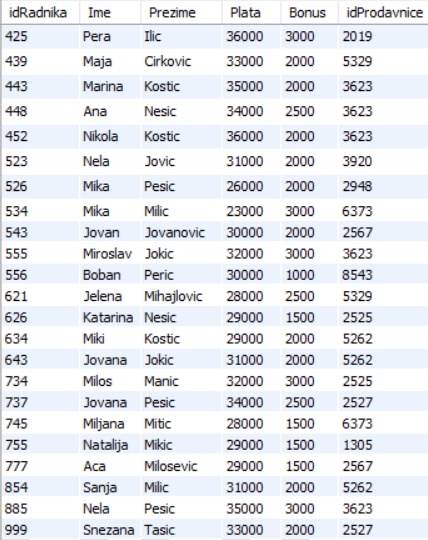 idRadnika Ime Prezime Plata Bonus idProdavnice
425 Pera Ilic 36000 3000 2019
439 Maja Cirkovic 33000 2000 5329
443 Marina Kostic 35000 2000 3623
448 Ana Nesic 34000 2500 3623
452 Nikola Kostic 36000 2000 3623
523 Nela Jovic 31000 2000 3920
526 Mika Pesic 26000 2000 2948
534 Mika Milic 23000 3000 6373
543 Jovan Jovanovic 30000 2000 2567
555 Miroslav Jokic 32000 3000 3623
556 Boban Peric 30000 1000 8543
621 Jelena Mihajlovic 28000 2500 5329
626 Katarina Nesic 29000 1500 2525
634 Miki Kostic 29000 2000 5262
643 Jovana Jokic 31000 2000 5262
734 Milos Manic 32000 3000 2525
737 Jovana Pesic 34000 2500 2527
745 Miljana Mitic 28000 1500 6373
755 Natalija Mikic 29000 1500 1305
777 Aca Milosevic 29000 1500 2567
854 Sanja Milic 31000 2000 5262
885 Nela Pesic 35000 3000 3623
999 Snezana Tasic 33000 2000 2527